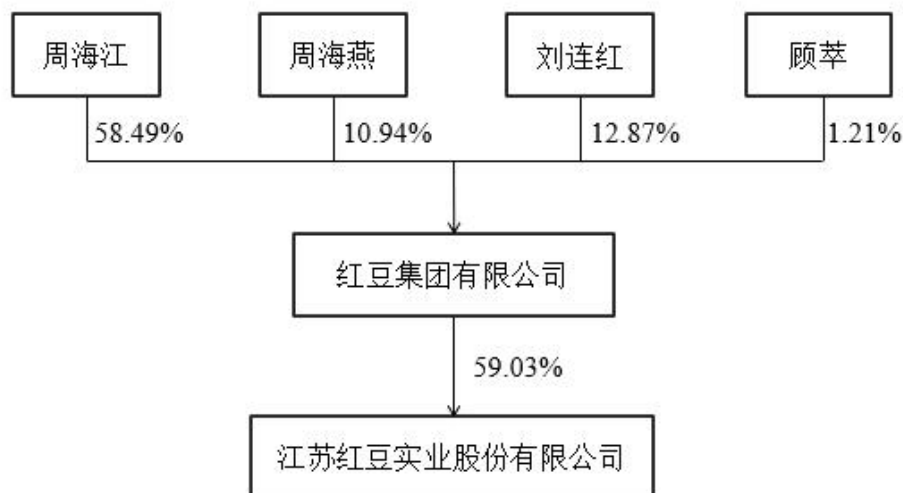 周海江 周海燕 刘连红 顾萃
58.49% 10.94% 12.87% 1.21%
红豆集团有限公司
59.03%
江苏红豆实业股份有限公司